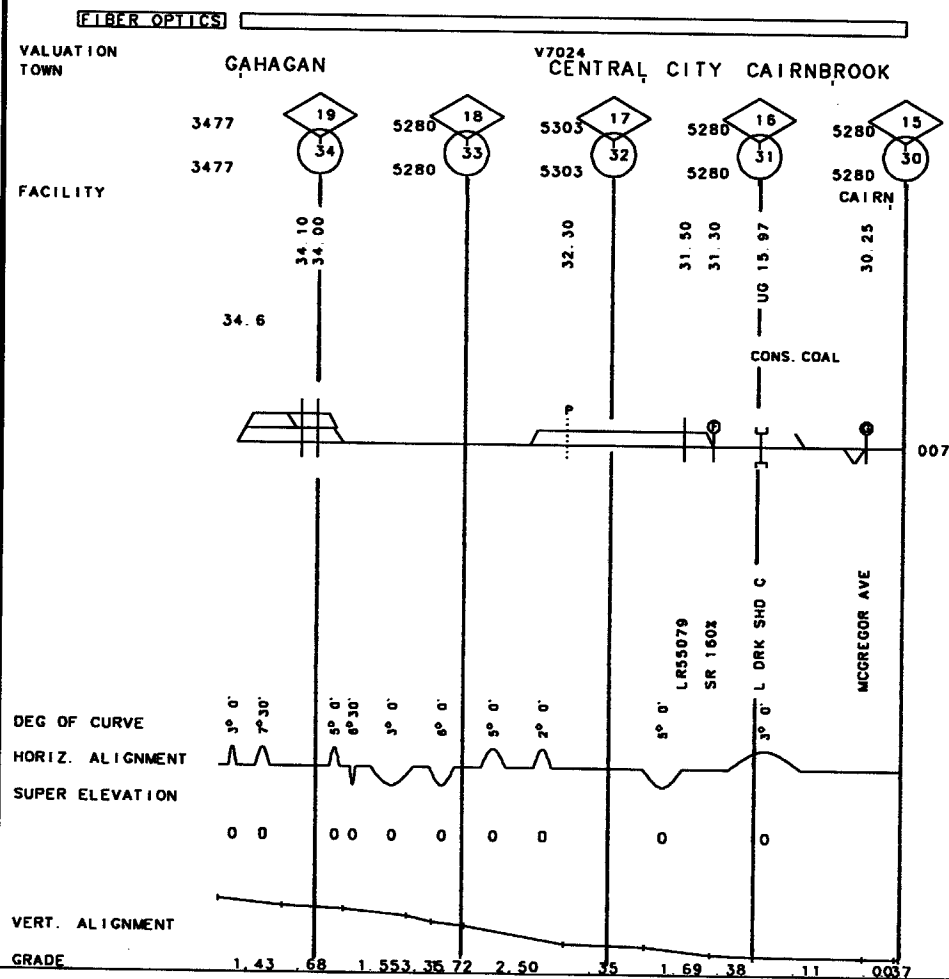 FIBER OPTICS
VALUATION V7024
TOWN GAHAGAN CENTRAL CITY CAIRNBROOK
3477 19 5280 18 5303 17 5280 16 5280 15
34 33 32 31 30
3477 5280 5303 5280 5280
FACILITY CAIRN
34.10 34.00 32.30 31.50 31.30 UG 15.97 30.25
34.6
CONS. COAL
P F
007
LR55079 SR 160% L DRK SHD C MCGREGOR AVE
DEG OF CURVE 3° 0' 7° 30' 5° 0' 6° 30' 3° 0' 6° 0' 5° 0' 2° 0' 5° 0' 3° 0'
HORIZ. ALIGNMENT
SUPER ELEVATION
0 0 0 0 0 0 0 0 0 0
VERT. ALIGNMENT
GRADE 1.43 .68 1.55 3.36 .72 2.50 .35 1.69 .38 .11